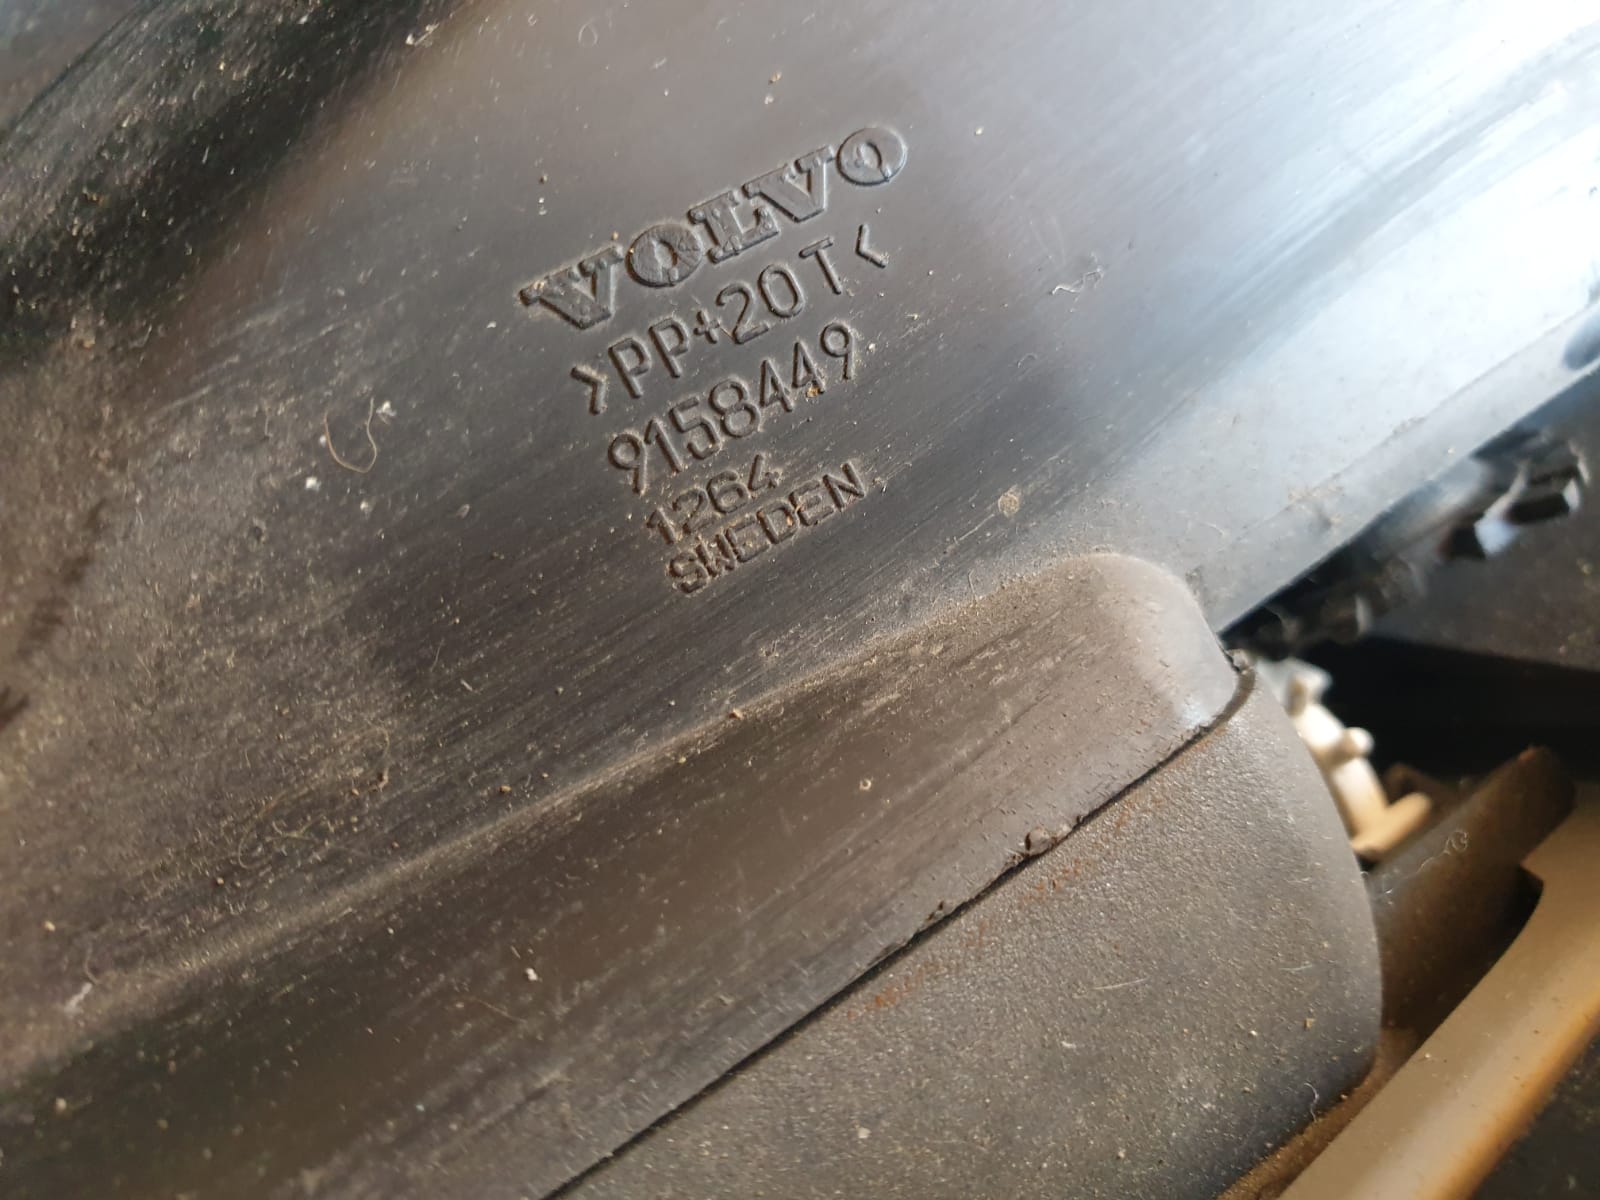 VOLVO
>PP+20T<
9158449
1264
SWEDEN